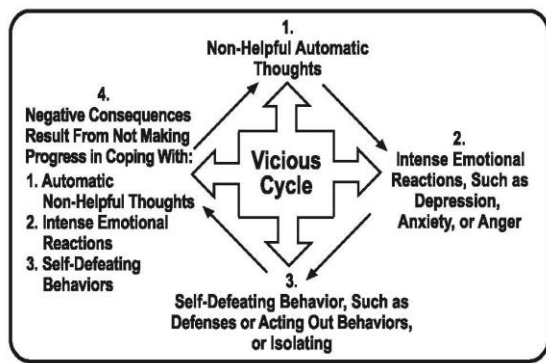 1.
Non-Helpful Automatic
Thoughts
2.
Intense Emotional
Reactions, Such as
Depression,
Anxiety, or Anger
3.
Self-Defeating Behavior, Such as
Defenses or Acting Out Behaviors,
or Isolating
4.
Negative Consequences
Result From Not Making
Progress in Coping With:
1. Automatic
Non-Helpful Thoughts
2. Intense Emotional
Reactions
3. Self-Defeating
Behaviors
Vicious
Cycle